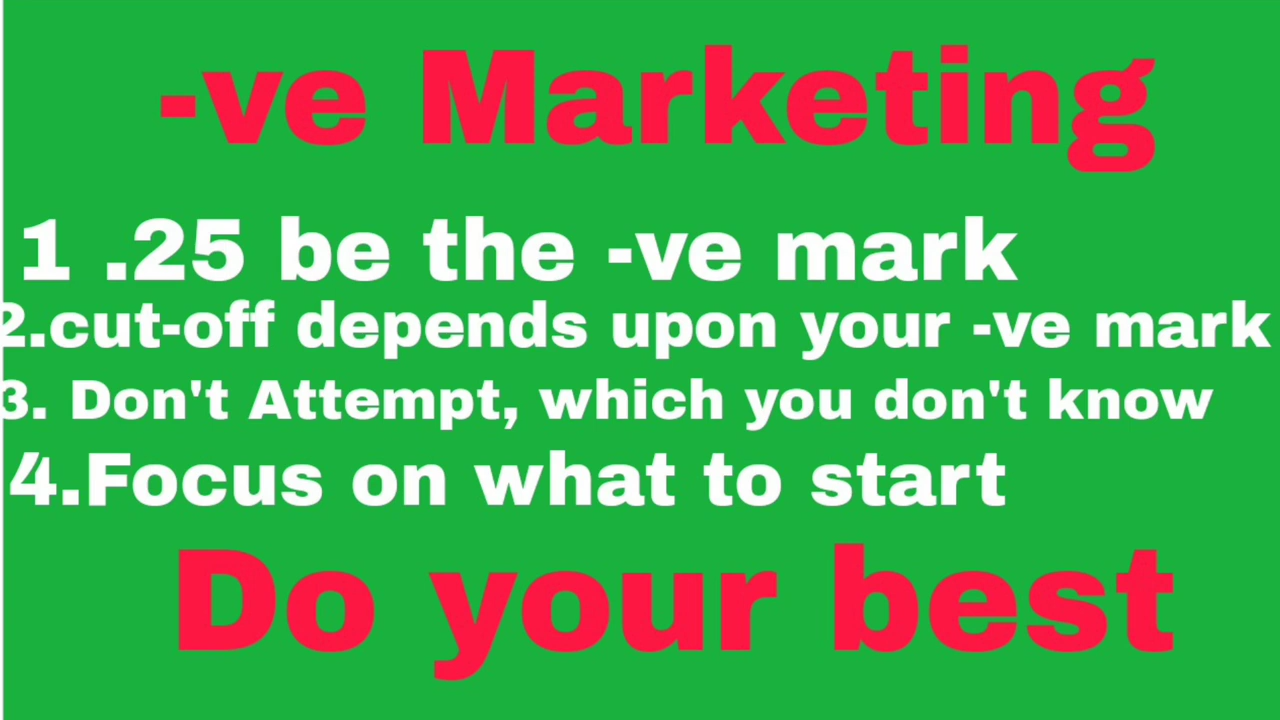 -ve Marketing
1 .25 be the -ve mark
2.cut-off depends upon your -ve mark
3. Don't Attempt, which you don't know
4.Focus on what to start
Do your best